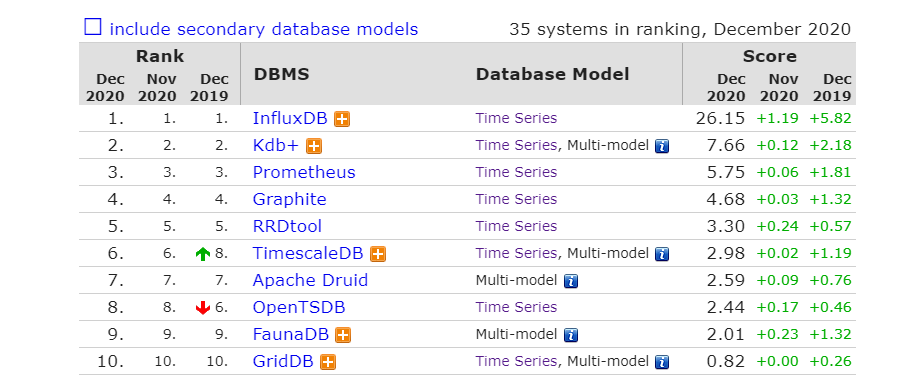 include secondary database models 35 systems in ranking, December 2020
Rank DBMS Database Model Score
Dec Nov Dec Dec Nov Dec
2020 2020 2019 2020 2020 2019
1. 1. 1. InfluxDB Time Series 26.15 +1.19 +5.82
2. 2. 2. Kdb+ Time Series, Multi-model 7.66 +0.12 +2.18
3. 3. 3. Prometheus Time Series 5.75 +0.06 +1.81
4. 4. 4. Graphite Time Series 4.68 +0.03 +1.32
5. 5. 5. RRDtool Time Series 3.30 +0.24 +0.57
6. 6. 8. TimescaleDB Time Series, Multi-model 2.98 +0.02 +1.19
7. 7. 7. Apache Druid Multi-model 2.59 +0.09 +0.76
8. 8. 6. OpenTSDB Time Series 2.44 +0.17 +0.46
9. 9. 9. FaunaDB Multi-model 2.01 +0.23 +1.32
10. 10. 10. GridDB Time Series, Multi-model 0.82 +0.00 +0.26